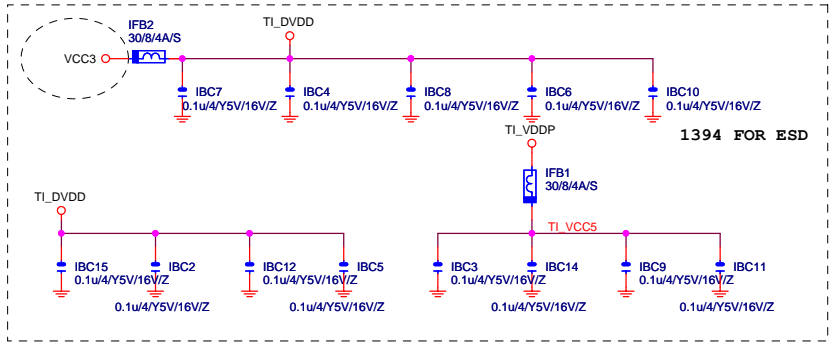 IFB2
30/8/4A/S
TI_DVDD
VCC3
IBC7
0.1u/4/Y5V/16V/Z
IBC4
0.1u/4/Y5V/16V/Z
IBC8
0.1u/4/Y5V/16V/Z
IBC6
0.1u/4/Y5V/16V/Z
IBC10
0.1u/4/Y5V/16V/Z
TI_VDDP
1394 FOR ESD
IFB1
30/8/4A/S
TI_DVDD
TI_VCC5
IBC15
0.1u/4/Y5V/16V/Z
IBC2
0.1u/4/Y5V/16V/Z
IBC12
0.1u/4/Y5V/16V/Z
IBC5
0.1u/4/Y5V/16V/Z
IBC3
0.1u/4/Y5V/16V/Z
IBC14
0.1u/4/Y5V/16V/Z
IBC9
0.1u/4/Y5V/16V/Z
IBC11
0.1u/4/Y5V/16V/Z